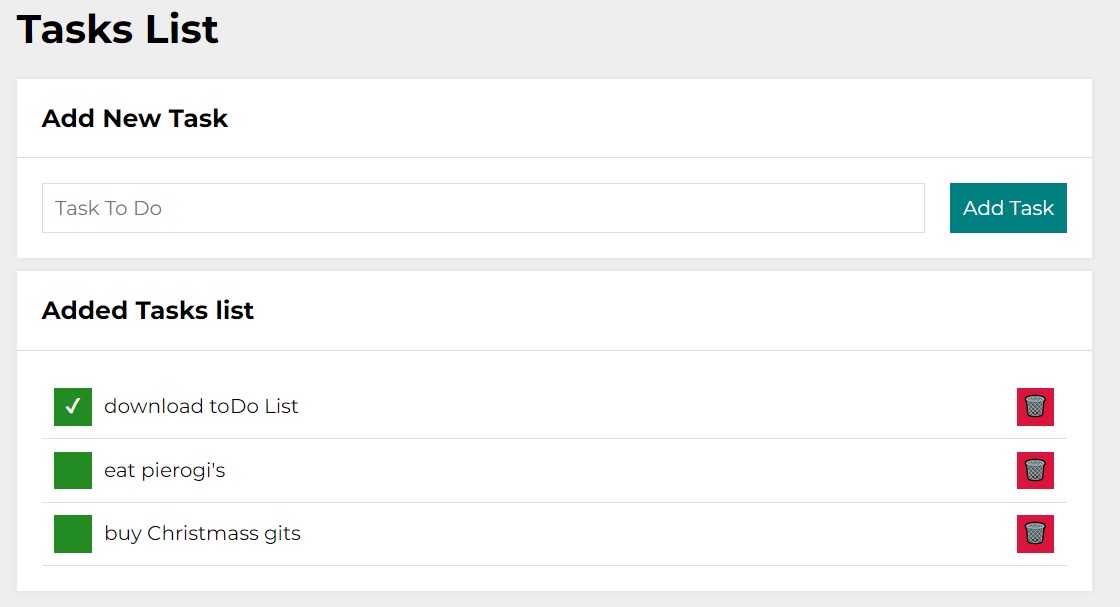 Tasks List
Add New Task
Task To Do
Add Task
Added Tasks list
download toDo List
eat pierogi's
buy Christmass gits